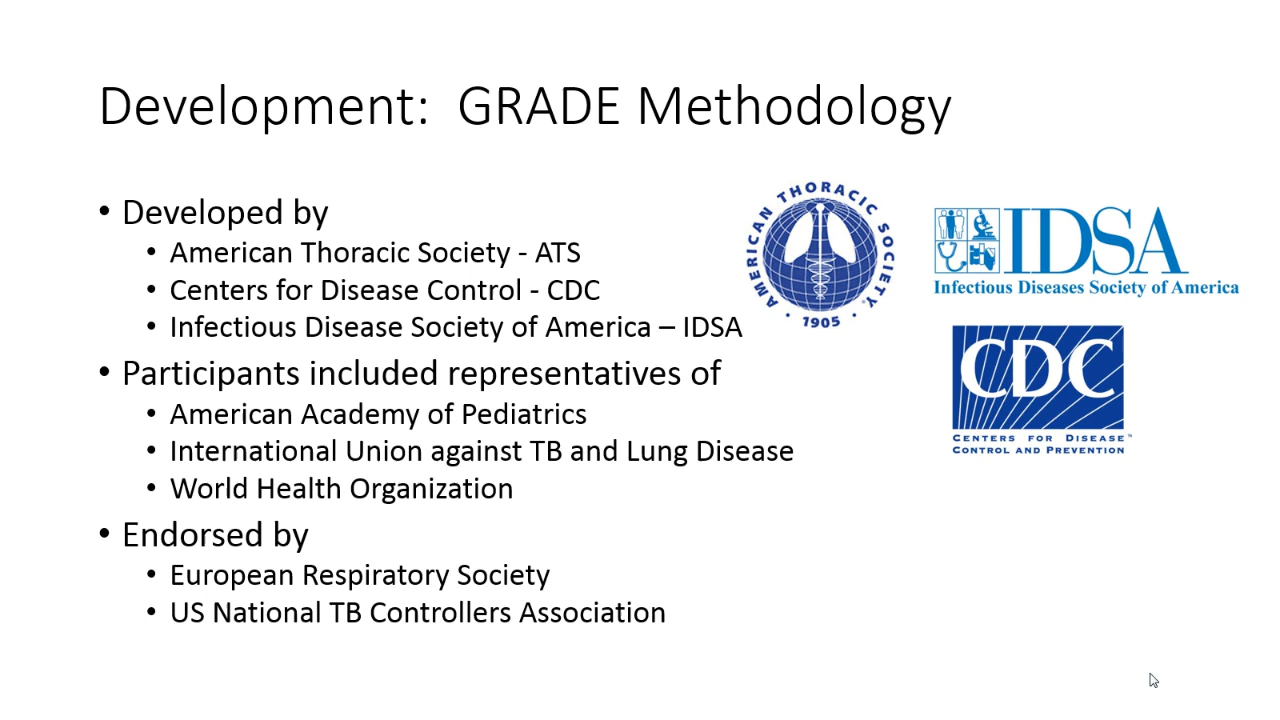 Development:  GRADE Methodology
• Developed by
• American Thoracic Society - ATS
• Centers for Disease Control - CDC
• Infectious Disease Society of America – IDSA
• Participants included representatives of
• American Academy of Pediatrics
• International Union against TB and Lung Disease
• World Health Organization
• Endorsed by
• European Respiratory Society
• US National TB Controllers Association
AMERICAN THORACIC SOCIETY
• 1905 •
IDSA
Infectious Diseases Society of America
CDC
CENTERS FOR DISEASE™
CONTROL AND PREVENTION